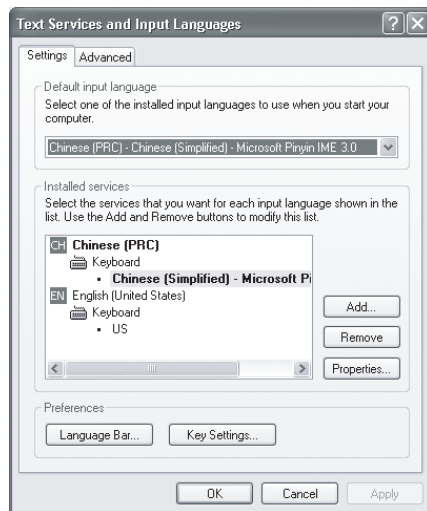 Text Services and Input Languages
Settings
Advanced
Default input language
Select one of the installed input languages to use when you start your
computer.
Chinese (PRC) - Chinese (Simplified) - Microsoft Pinyin IME 3.0
Installed services
Select the services that you want for each input language shown in the
list. Use the Add and Remove buttons to modify this list.
CH Chinese (PRC)
Keyboard
• Chinese (Simplified) - Microsoft Pi
EN English (United States)
Keyboard
• US
Add...
Remove
Properties...
Preferences
Language Bar...
Key Settings...
OK
Cancel
Apply